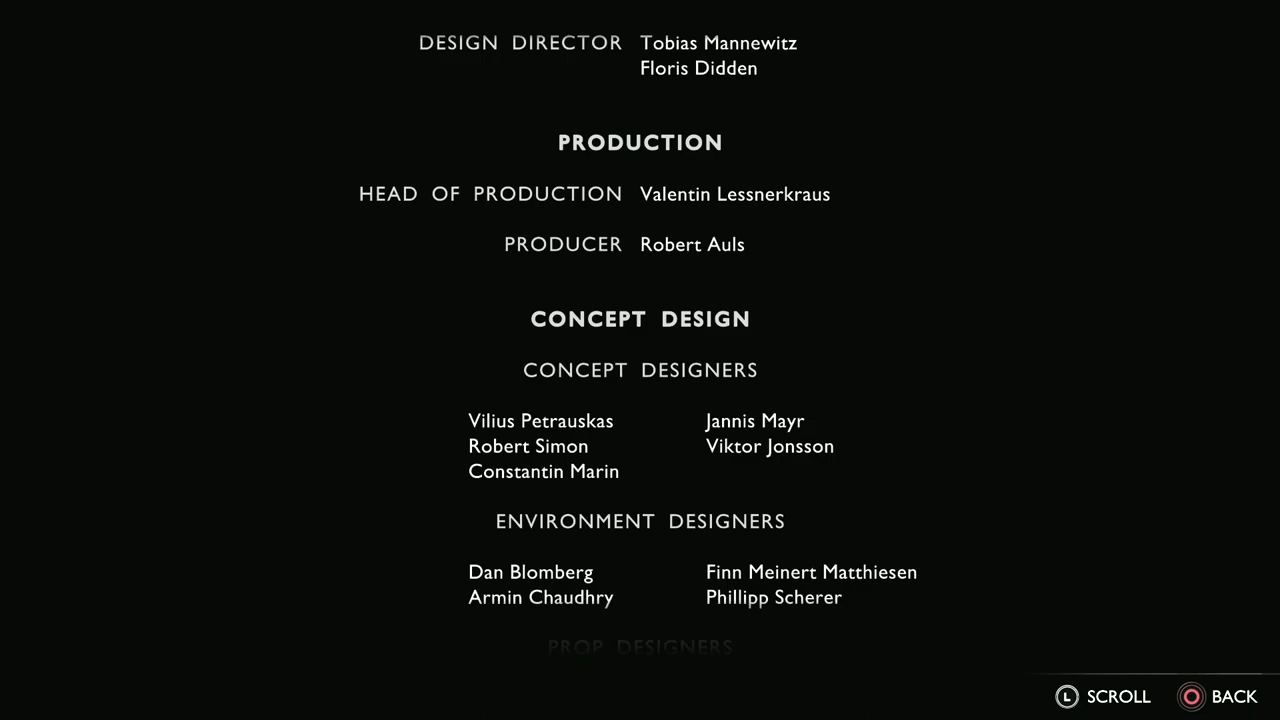 DESIGN DIRECTOR Tobias Mannewitz
Floris Didden
PRODUCTION
HEAD OF PRODUCTION Valentin Lessnerkraus
PRODUCER Robert Auls
CONCEPT DESIGN
CONCEPT DESIGNERS
Vilius Petrauskas Jannis Mayr
Robert Simon Viktor Jonsson
Constantin Marin
ENVIRONMENT DESIGNERS
Dan Blomberg Finn Meinert Matthiesen
Armin Chaudhry Phillipp Scherer
PROP DESIGNERS
L SCROLL BACK